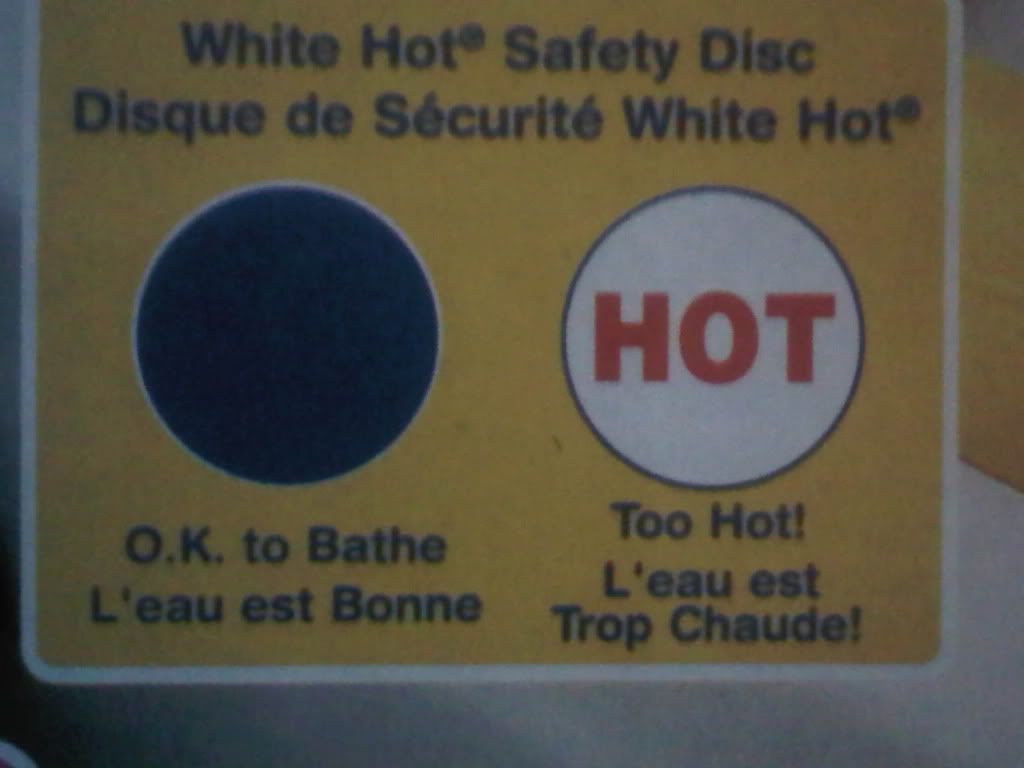 White Hot® Safety Disc
Disque de Sécurité White Hot®
HOT
O.K. to Bathe
L'eau est Bonne
Too Hot!
L'eau est
Trop Chaude!